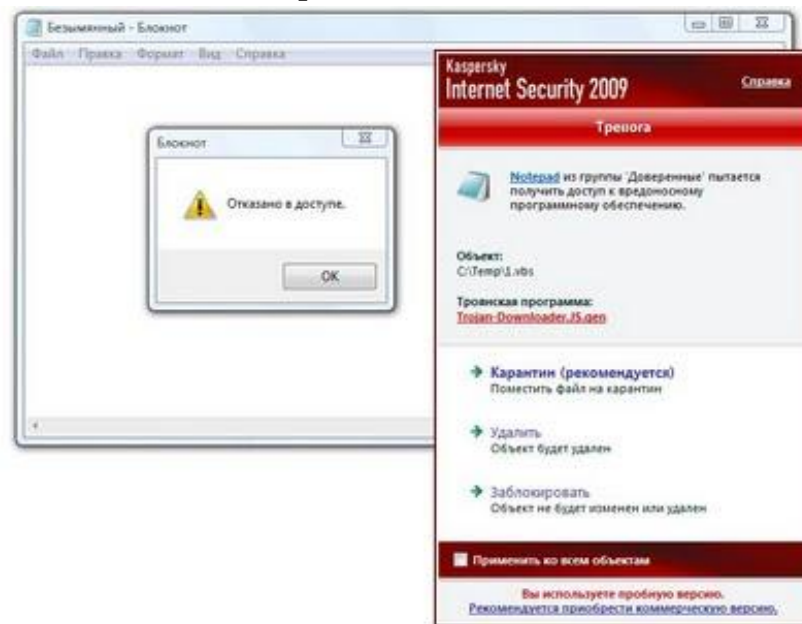 Безымянный - Блокнот
Файл Правка Формат Вид Справка
Блокнот
Отказано в доступе.
OK
Kaspersky
Internet Security 2009
Справка
Тревога
Notepad из группы 'Доверенные' пытается
получить доступ к вредоносному
программному обеспечению.
Объект:
C:\Temp\1.vbs
Троянская программа:
Trojan-Downloader.JS.gen
Карантин (рекомендуется)
Поместить файл на карантин
Удалить
Объект будет удален
Заблокировать
Объект не будет изменен или удален
Применить ко всем объектам
Вы используете пробную версию.
Рекомендуется приобрести коммерческую версию.